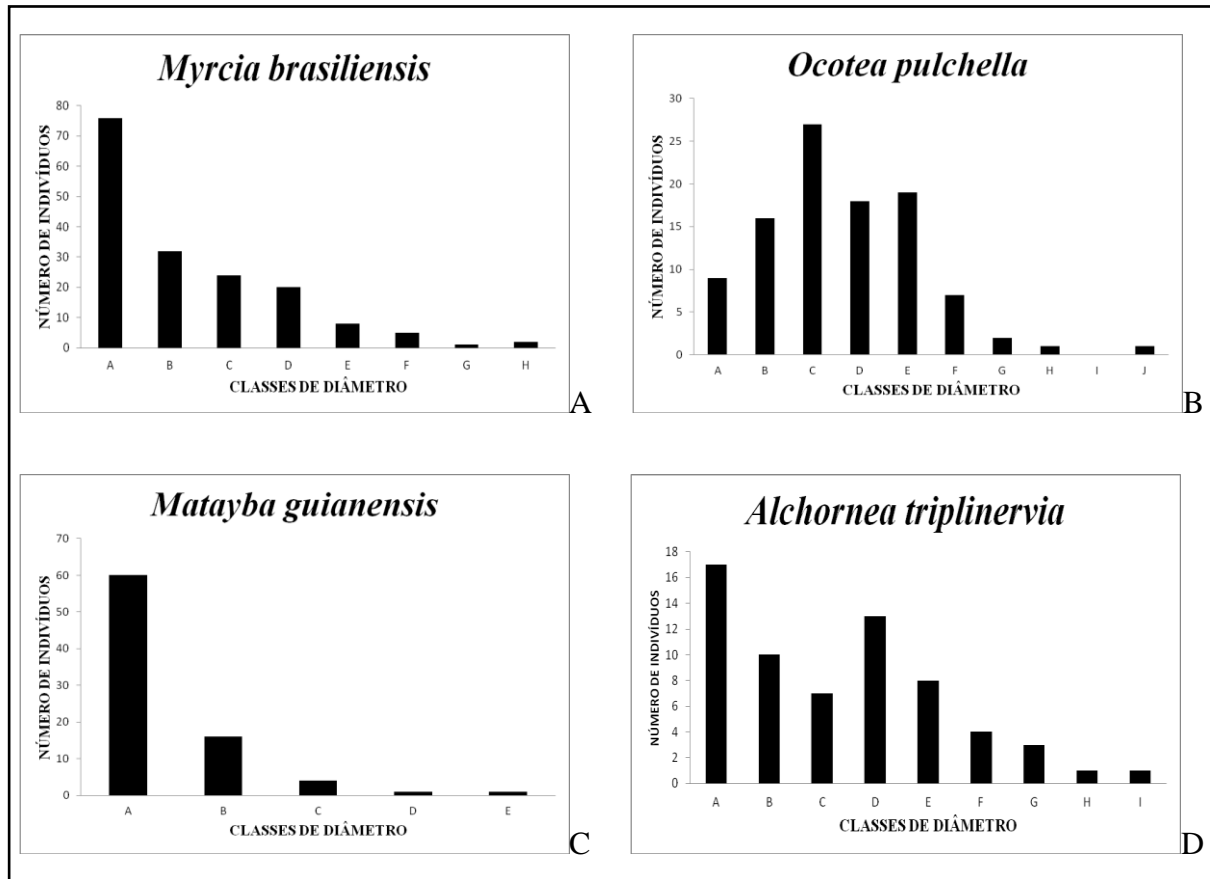 Myrcia brasiliensis
NÚMERO DE INDIVÍDUOS
80
70
60
50
40
30
20
10
0
A B C D E F G H
CLASSES DE DIÂMETRO
A
Ocotea pulchella
NÚMERO DE INDIVÍDUOS
30
25
20
15
10
5
0
A B C D E F G H I J
CLASSES DE DIÂMETRO
B
Matayba guianensis
NÚMERO DE INDIVÍDUOS
70
60
50
40
30
20
10
0
A B C D E
CLASSES DE DIÂMETRO
C
Alchornea triplinervia
NÚMERO DE INDIVÍDUOS
18
16
14
12
10
8
6
4
2
0
A B C D E F G H I
CLASSES DE DIÂMETRO
D